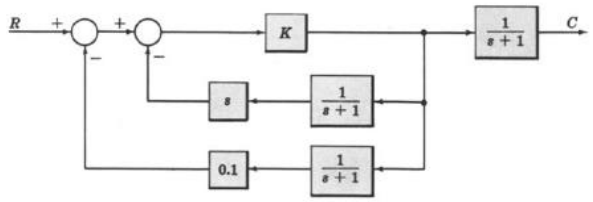 R + + K 1 C
− − s + 1
s 1
s + 1
0.1 1
s + 1